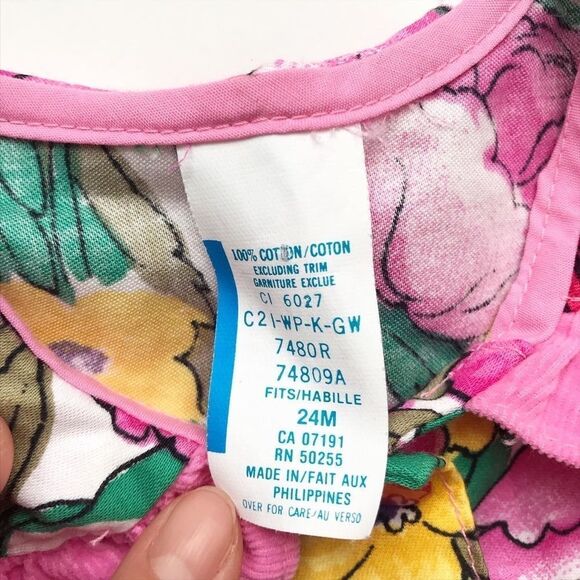 100% COTTON/COTON
EXCLUDING TRIM
GARNITURE EXCLUE
CI 6027
C21-WP-K-GW
7480R
74809A
FITS/HABILLE
24M
CA 07191
RN 50255
MADE IN/FAIT AUX
PHILIPPINES
OVER FOR CARE/AU VERSO